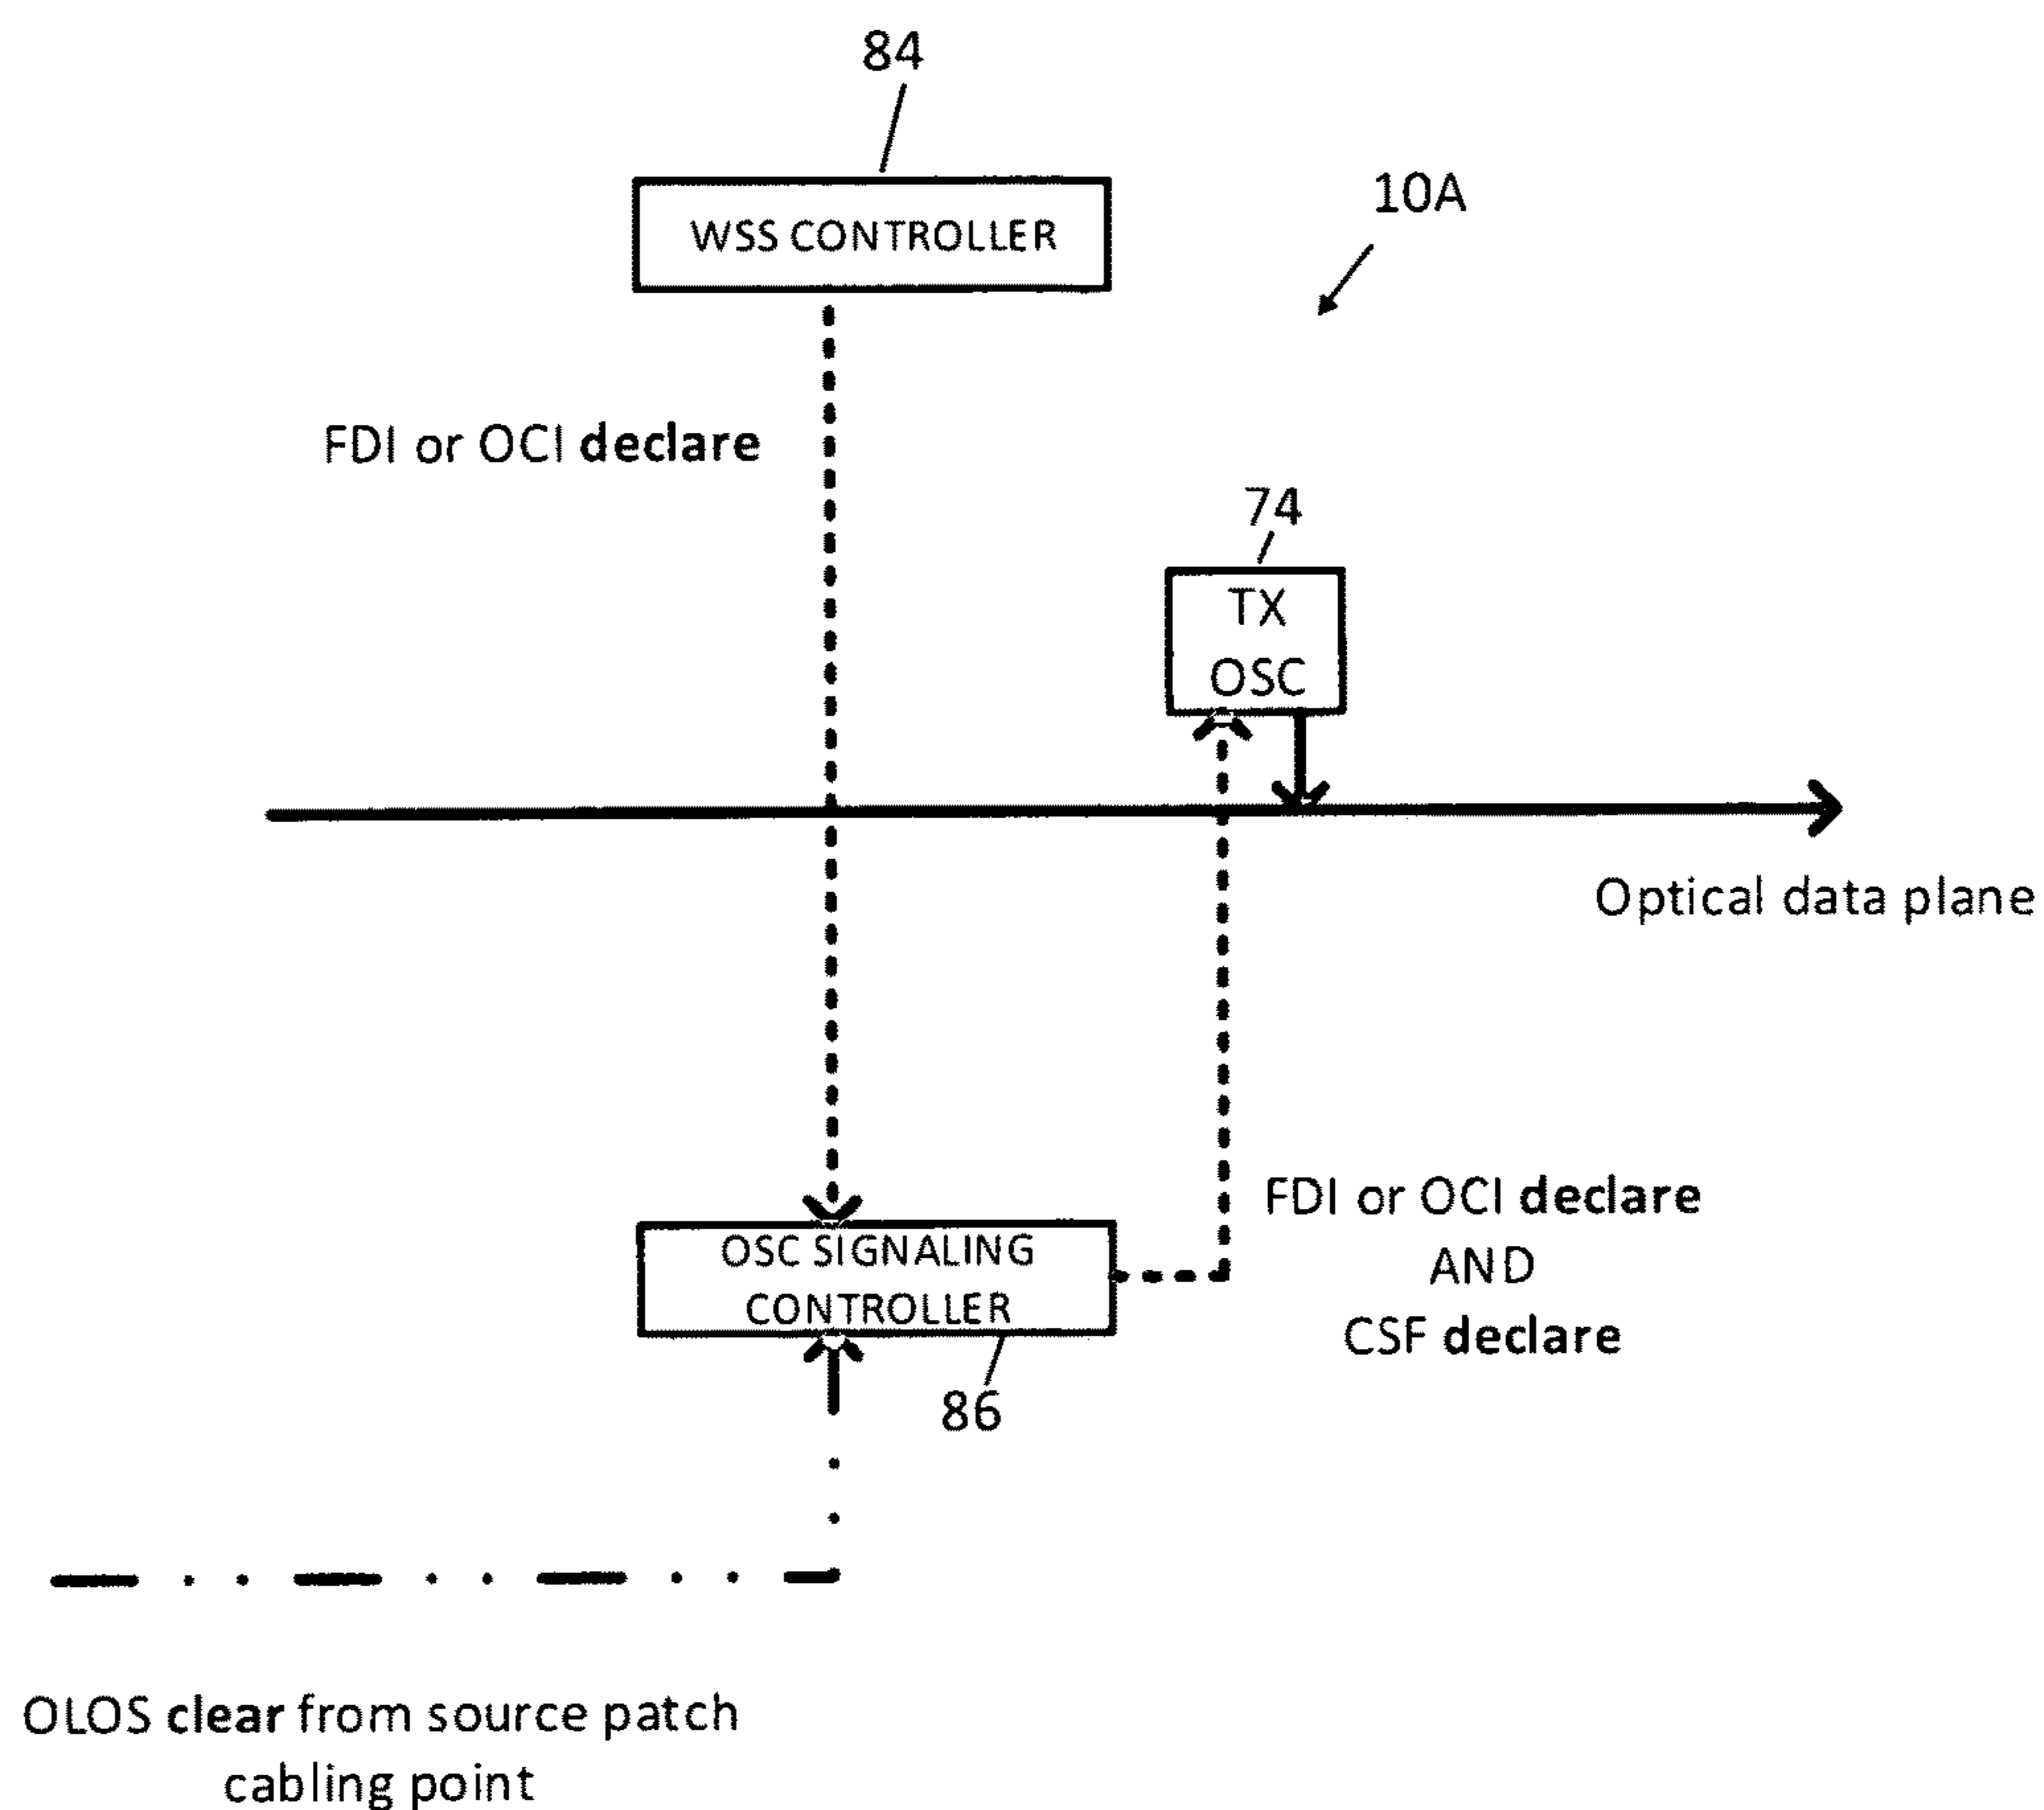 84
WSS CONTROLLER
10A
FDI or OCI declare
74
TX
OSC
Optical data plane
FDI or OCI declare
AND
CSF declare
OSC SIGNALING
CONTROLLER
86
OLOS clear from source patch
cabling point